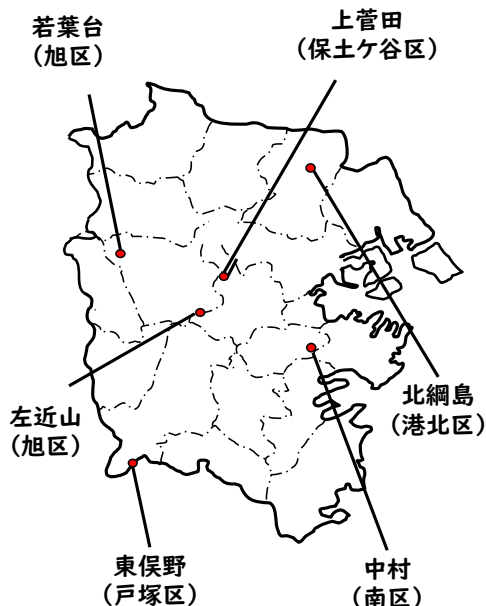 若葉台
（旭区）
上菅田
（保土ケ谷区）
左近山
（旭区）
北綱島
（港北区）
東俣野
（戸塚区）
中村
（南区）